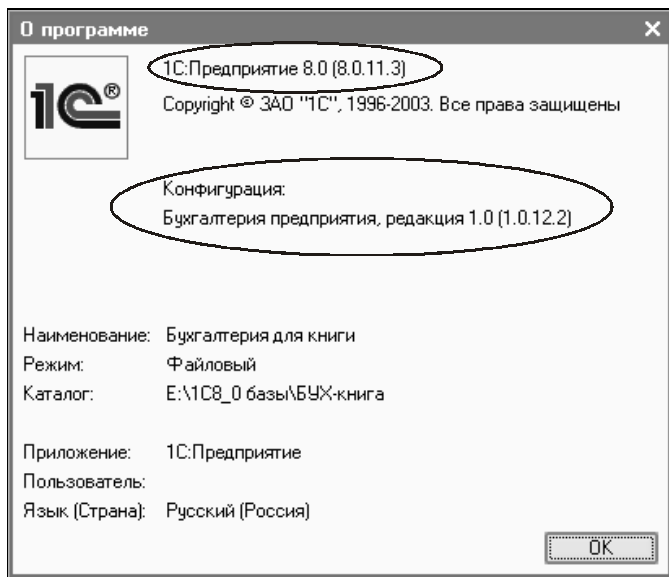 О программе
1С®
1С:Предприятие 8.0 (8.0.11.3)
Copyright © ЗАО "1С", 1996-2003. Все права защищены
Конфигурация:
Бухгалтерия предприятия, редакция 1.0 (1.0.12.2)
Наименование: Бухгалтерия для книги
Режим: Файловый
Каталог: E:\1С8_0 базы\БУХ-книга
Приложение: 1С:Предприятие
Пользователь:
Язык (Страна): Русский (Россия)
OK